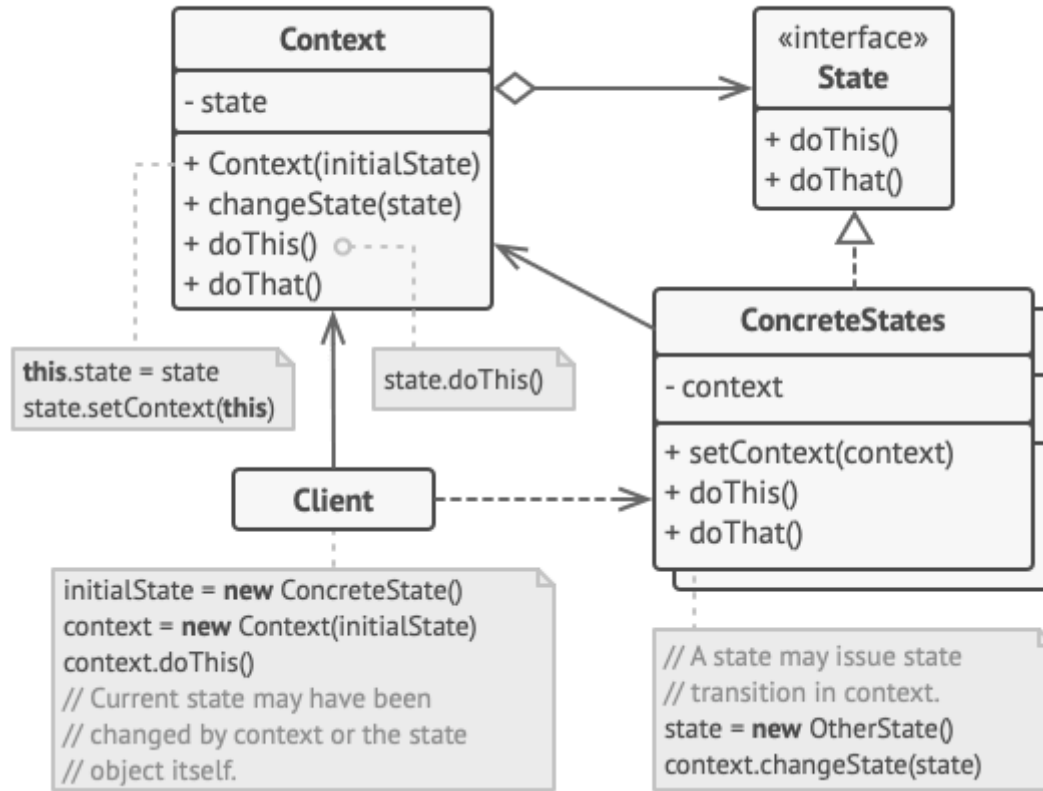 Context
- state
+ Context(initialState)
+ changeState(state)
+ doThis()
+ doThat()
«interface»
State
+ doThis()
+ doThat()
this.state = state
state.setContext(this)
state.doThis()
ConcreteStates
- context
+ setContext(context)
+ doThis()
+ doThat()
Client
initialState = new ConcreteState()
context = new Context(initialState)
context.doThis()
// Current state may have been
// changed by context or the state
// object itself.
// A state may issue state
// transition in context.
state = new OtherState()
context.changeState(state)